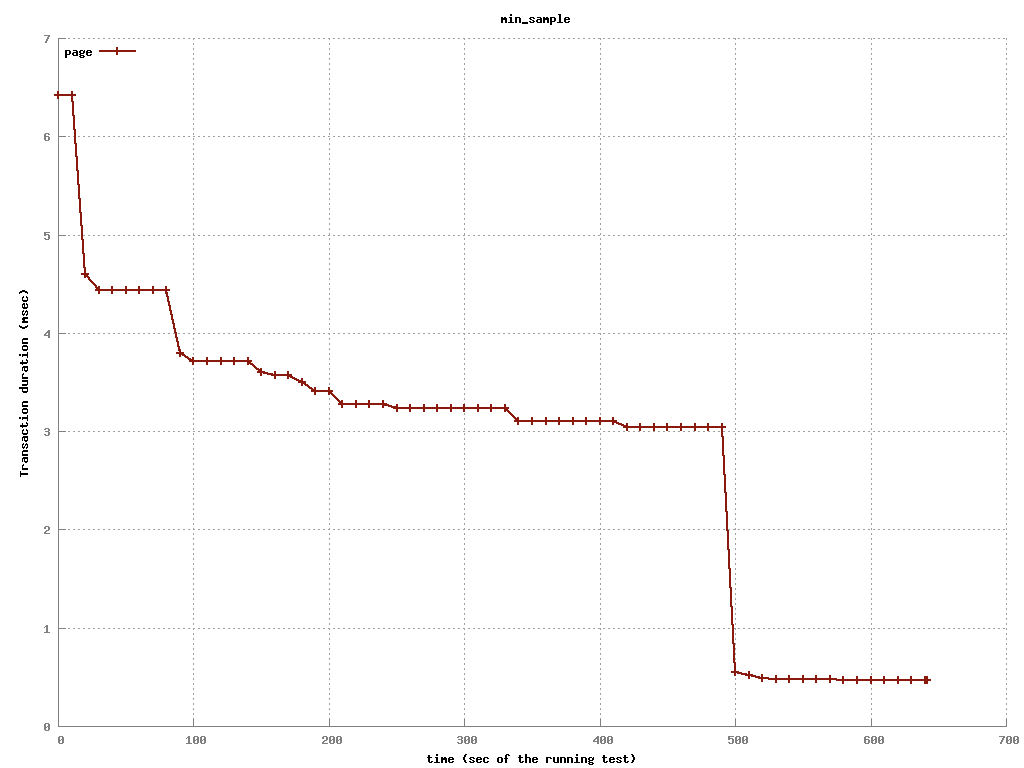 min_sample
7
page
6
5
4
3
2
1
0
Transaction duration (msec)
0 100 200 300 400 500 600 700
time (sec of the running test)